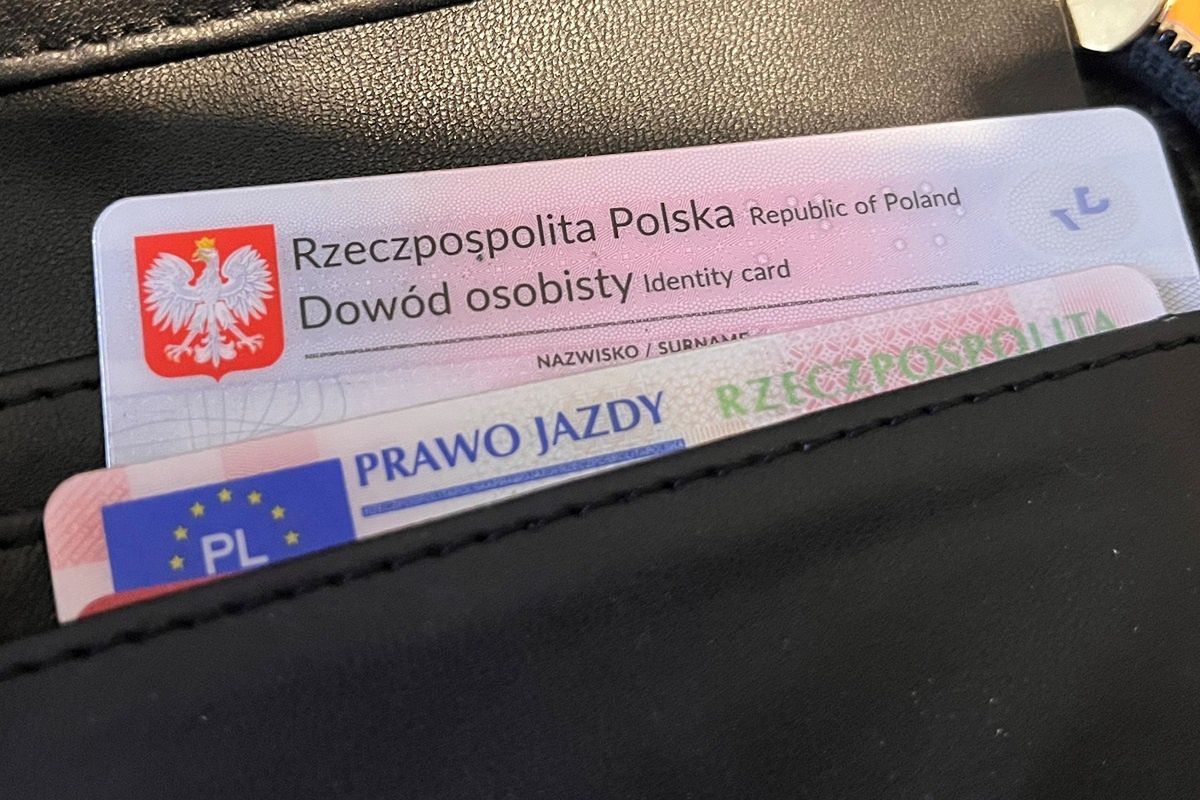 Rzeczpospolita Polska Republic of Poland
Dowód osobisty Identity card
NAZWISKO / SURNAME
PRAWO JAZDY RZECZPOSPOLITA
PL